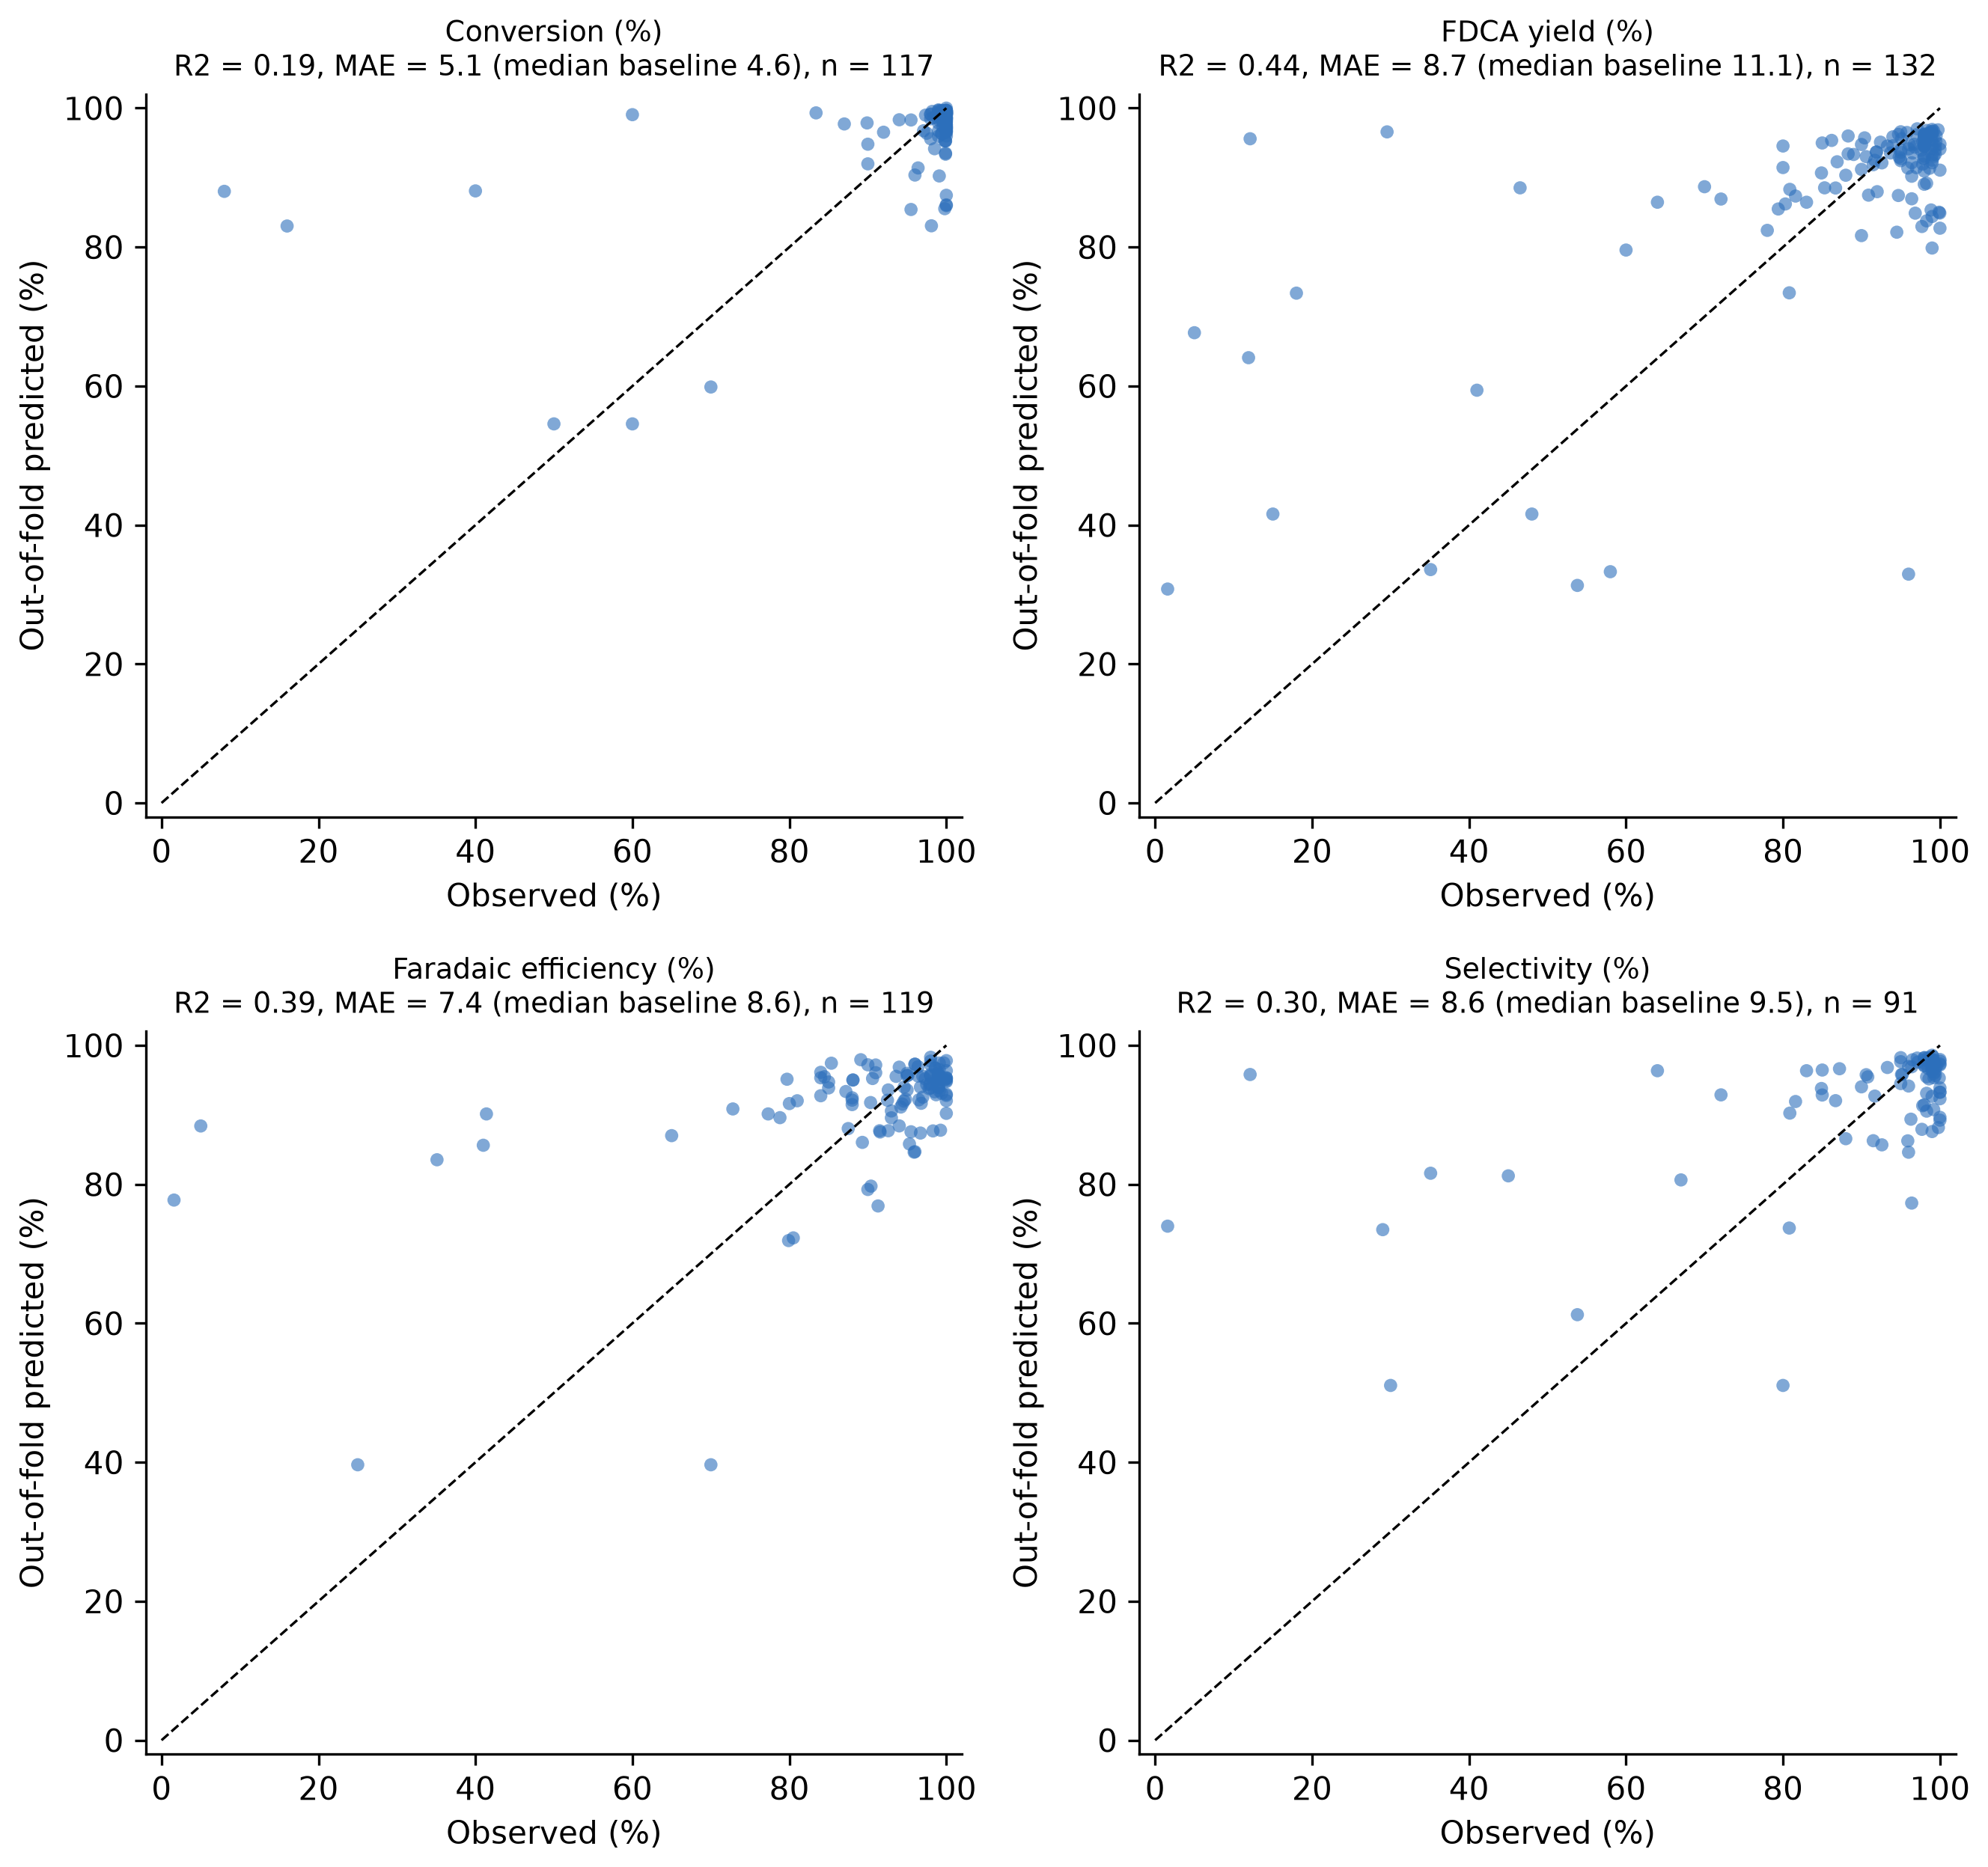 Conversion (%)
R2 = 0.19, MAE = 5.1 (median baseline 4.6), n = 117
100
80
60
40
20
0
Out-of-fold predicted (%)
0 20 40 60 80 100
Observed (%)
FDCA yield (%)
R2 = 0.44, MAE = 8.7 (median baseline 11.1), n = 132
100
80
60
40
20
0
Out-of-fold predicted (%)
0 20 40 60 80 100
Observed (%)
Faradaic efficiency (%)
R2 = 0.39, MAE = 7.4 (median baseline 8.6), n = 119
100
80
60
40
20
0
Out-of-fold predicted (%)
0 20 40 60 80 100
Observed (%)
Selectivity (%)
R2 = 0.30, MAE = 8.6 (median baseline 9.5), n = 91
100
80
60
40
20
0
Out-of-fold predicted (%)
0 20 40 60 80 100
Observed (%)